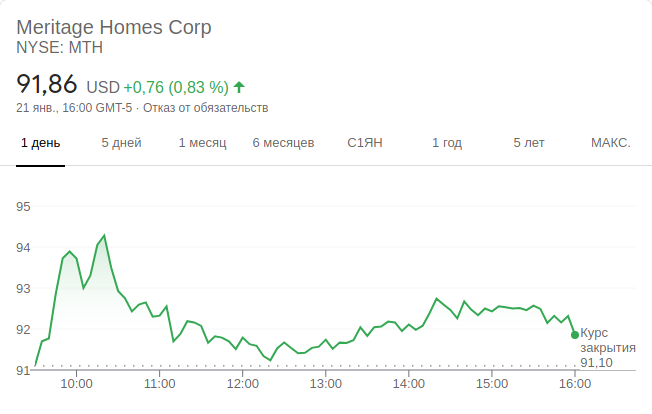 Meritage Homes Corp
NYSE: MTH
91,86 USD +0,76 (0,83 %)
21 янв., 16:00 GMT-5 · Отказ от обязательств
1 день 5 дней 1 месяц 6 месяцев С1ЯН 1 год 5 лет МАКС.
95
94
93
92
91
Курс
закрытия
91,10
10:00 11:00 12:00 13:00 14:00 15:00 16:00